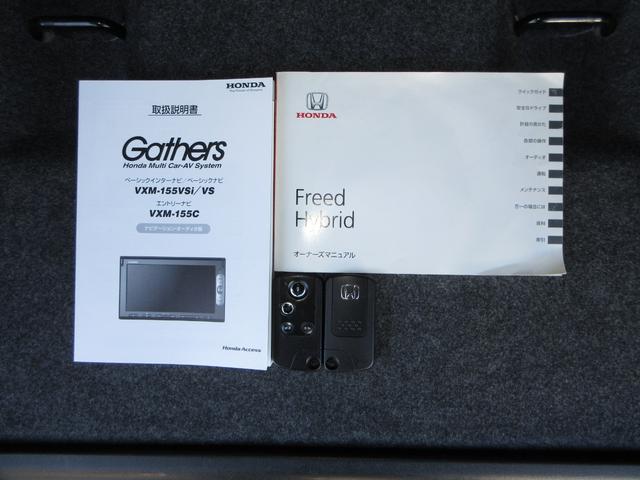 HONDA
取扱説明書
Gathers
Honda Multi Car-AV System
ベーシックインターナビ/ベーシックナビ
VXM-155VSi/VS
エントリーナビ
VXM-155C
ナビゲーション・オーディオ編
Honda Access
HONDA
Freed
Hybrid
オーナーズマニュアル
クイックガイド
安全なドライブ
計器の見かた
各部の操作
オーディオ
運転
メンテナンス
万一の場合には
資料
索引